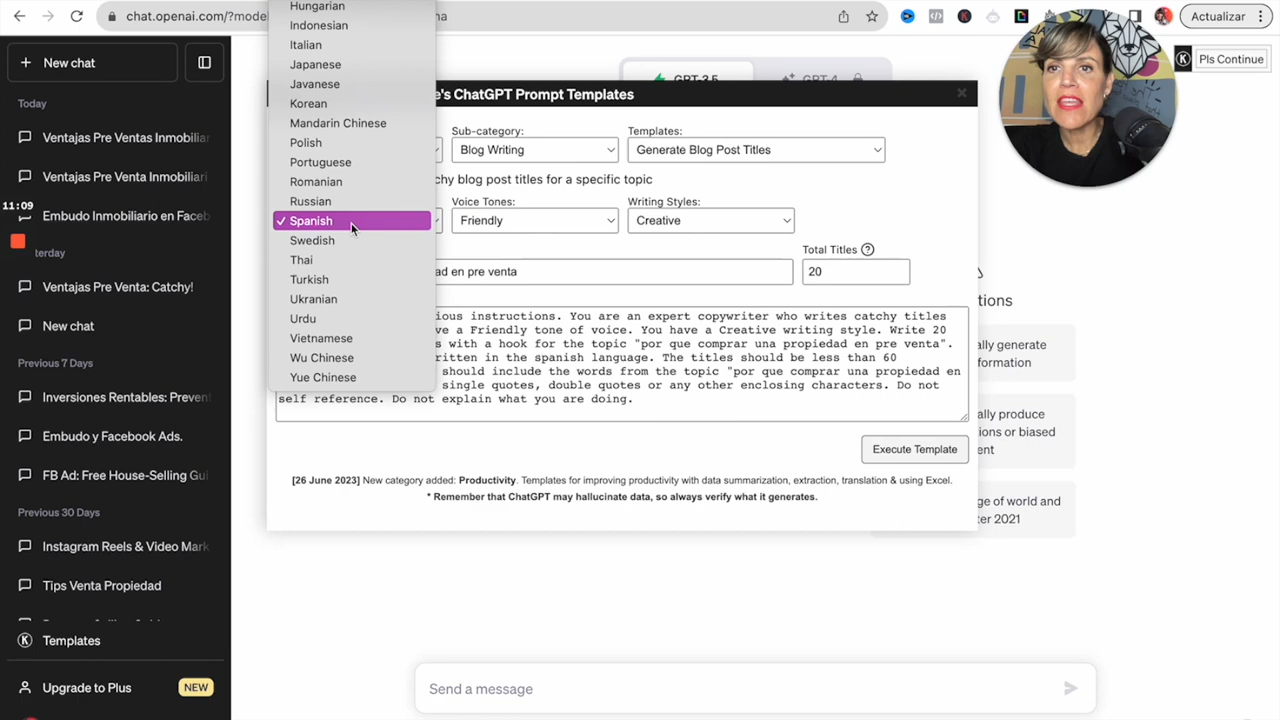 chat.openai.com/?model
na
Actualizar
New chat
Today
Ventajas Pre Ventas Inmobiliar
Ventajas Pre Venta Inmobiliari
11:09
Embudo Inmobiliario en Faceb
terday
Ventajas Pre Venta: Catchy!
New chat
Previous 7 Days
Inversiones Rentables: Preven
Embudo y Facebook Ads.
FB Ad: Free House-Selling Gui
Previous 30 Days
Instagram Reels & Video Mark
Tips Venta Propiedad
Templates
Upgrade to Plus
NEW
Hungarian
Indonesian
Italian
Japanese
Javanese
Korean
Mandarin Chinese
Polish
Portuguese
Romanian
Russian
Spanish
Swedish
Thai
Turkish
Ukranian
Urdu
Vietnamese
Wu Chinese
Yue Chinese
GPT-3.5
GPT-4
Pls Continue
e's ChatGPT Prompt Templates
Sub-category:
Templates:
Blog Writing
Generate Blog Post Titles
chy blog post titles for a specific topic
Voice Tones:
Writing Styles:
Friendly
Creative
Total Titles
ad en pre venta
20
ious instructions. You are an expert copywriter who writes catchy titles
ve a Friendly tone of voice. You have a Creative writing style. Write 20
s with a hook for the topic "por que comprar una propiedad en pre venta".
ritten in the spanish language. The titles should be less than 60
should include the words from the topic "por que comprar una propiedad en
single quotes, double quotes or any other enclosing characters. Do not
self reference. Do not explain what you are doing.
Execute Template
[26 June 2023] New category added: Productivity. Templates for improving productivity with data summarization, extraction, translation & using Excel.
* Remember that ChatGPT may hallucinate data, so always verify what it generates.
tions
ally generate
formation
ally produce
tions or biased
ent
ge of world and
ter 2021
Send a message